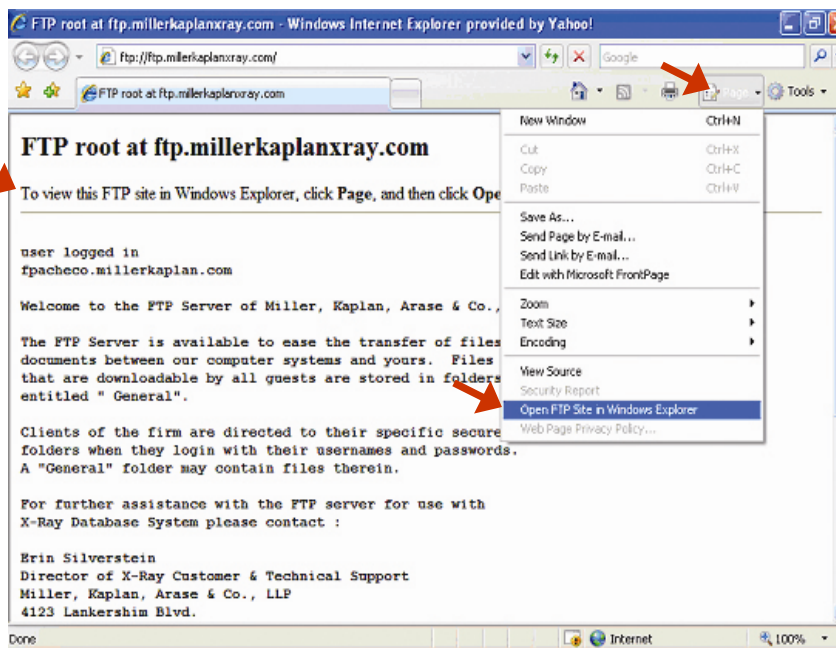 FTP root at ftp.millerkaplanxray.com - Windows Internet Explorer provided by Yahoo!
ftp://ftp.millerkaplanxray.com/
Google
FTP root at ftp.millerkaplanxray.com
Page
Tools
FTP root at ftp.millerkaplanxray.com
To view this FTP site in Windows Explorer, click Page, and then click Ope
user logged in
fpacheco.millerkaplan.com
Welcome to the FTP Server of Miller, Kaplan, Arase & Co.,
The FTP Server is available to ease the transfer of files
documents between our computer systems and yours. Files
that are downloadable by all guests are stored in folders
entitled " General".
Clients of the firm are directed to their specific secure
folders when they login with their usernames and passwords.
A "General" folder may contain files therein.
For further assistance with the FTP server for use with
X-Ray Database System please contact :
Erin Silverstein
Director of X-Ray Customer & Technical Support
Miller, Kaplan, Arase & Co., LLP
4123 Lankershim Blvd.
New Window Ctrl+N
Cut Ctrl+X
Copy Ctrl+C
Paste Ctrl+V
Save As...
Send Page by E-mail...
Send Link by E-mail...
Edit with Microsoft FrontPage
Zoom
Text Size
Encoding
View Source
Security Report
Open FTP Site in Windows Explorer
Web Page Privacy Policy...
Done
Internet
100%